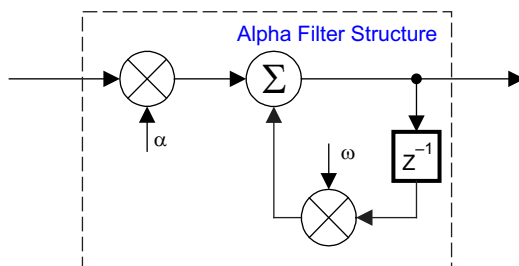 Alpha Filter Structure
Σ
α
ω
Z⁻¹